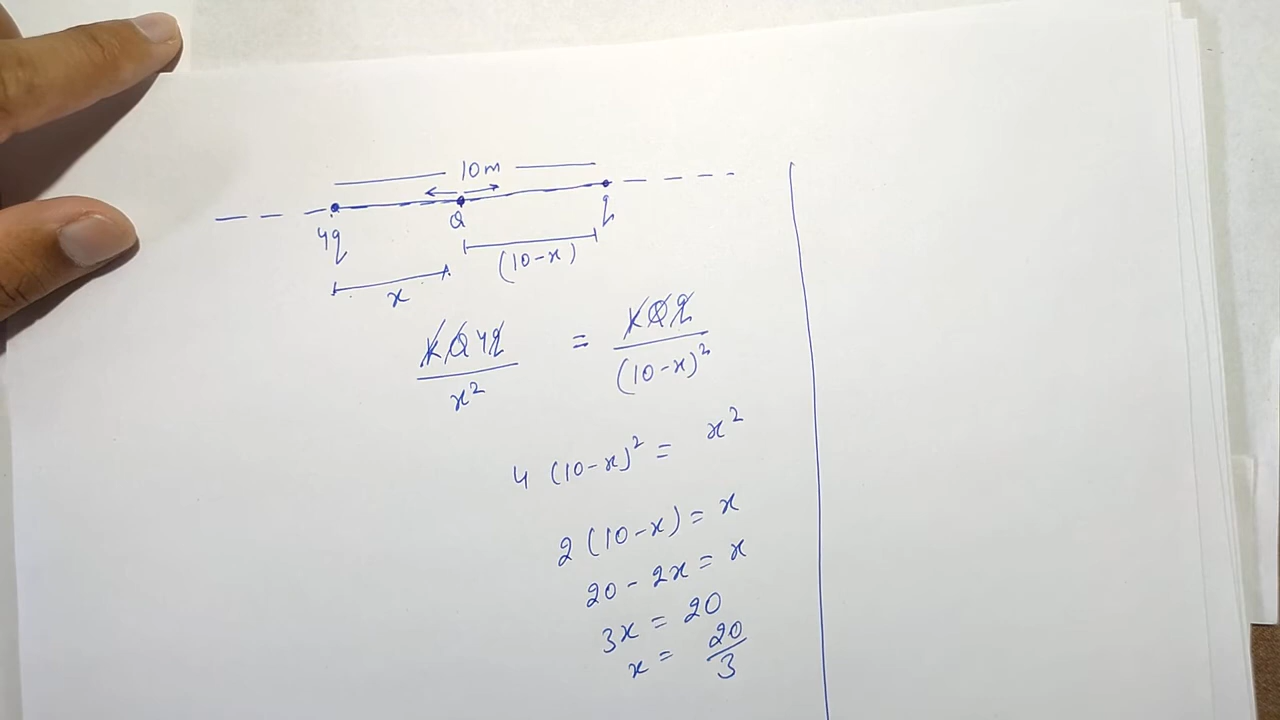 10m
4q Q q
x (10-x)
KQ4q/x² = KQq/(10-x)²
4 (10-x)² = x²
2 (10-x) = x
20 - 2x = x
3x = 20
x = 20/3